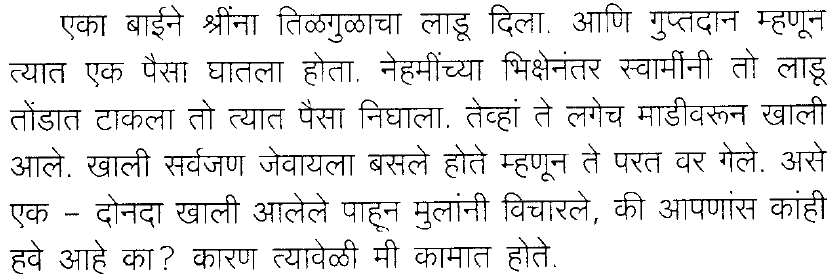 एका बाईने श्रींना तिळगुळाचा लाडू दिला. आणि गुप्तदान म्हणून
त्यात एक पैसा घातला होता. नेहमींच्या भिक्षेनंतर स्वामींनी तो लाडू
तोंडात टाकला तो त्यात पैसा निघाला. तेव्हां ते लगेच माडीवरून खाली
आले. खाली सर्वजण जेवायला बसले होते म्हणून ते परत वर गेले. असे
एक – दोनदा खाली आलेले पाहून मुलांनी विचारले, की आपणांस कांही
हवे आहे का? कारण त्यावेळी मी कामात होते.